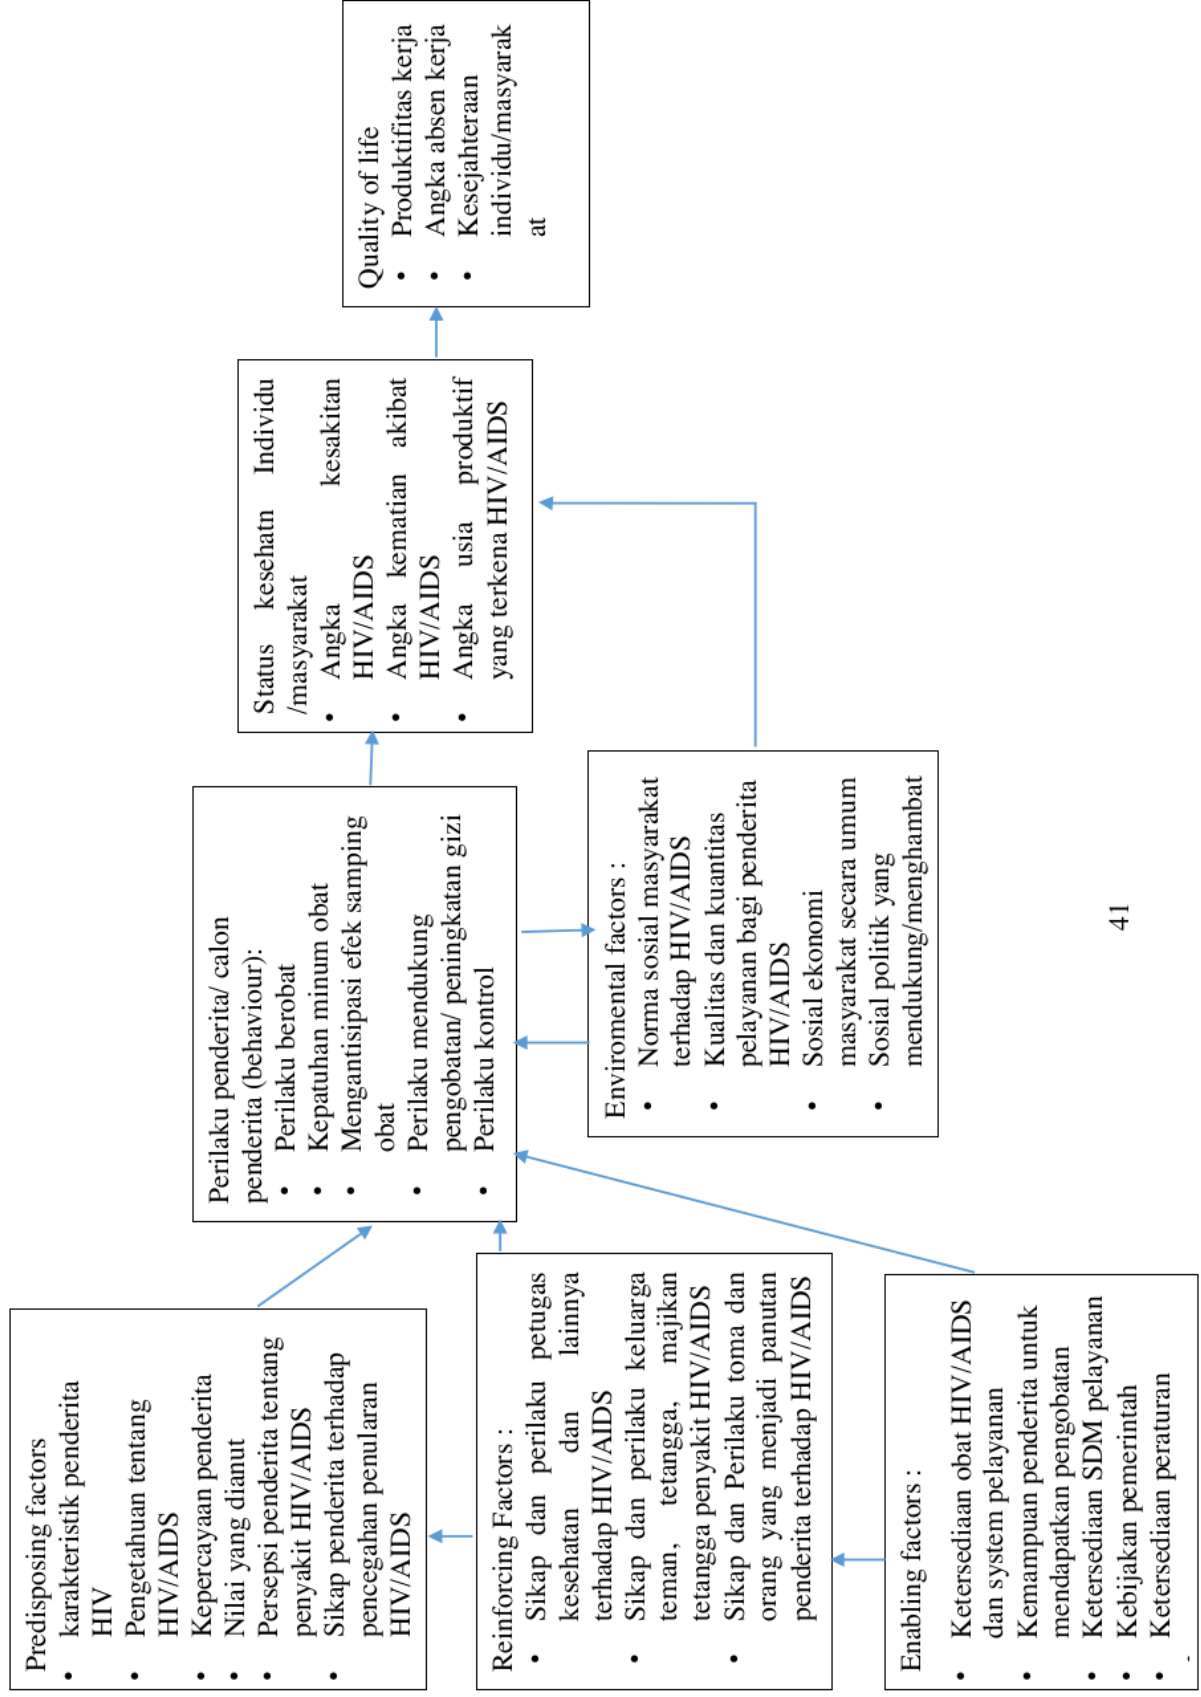 Predisposing factors
• karakteristik penderita
HIV
• Pengetahuan tentang
HIV/AIDS
• Kepercayaan penderita
• Nilai yang dianut
• Persepsi penderita tentang
penyakit HIV/AIDS
• Sikap penderita terhadap
pencegahan penularan
HIV/AIDS
Reinforcing Factors :
• Sikap dan perilaku petugas
kesehatan dan lainnya
terhadap HIV/AIDS
• Sikap dan perilaku keluarga
teman, tetangga, majikan
tetangga penyakit HIV/AIDS
• Sikap dan Perilaku toma dan
orang yang menjadi panutan
penderita terhadap HIV/AIDS
Enabling factors :
• Ketersediaan obat HIV/AIDS
dan system pelayanan
• Kemampuan penderita untuk
mendapatkan pengobatan
• Ketersediaan SDM pelayanan
• Kebijakan pemerintah
• Ketersediaan peraturan
Perilaku penderita/ calon
penderita (behaviour):
• Perilaku berobat
• Kepatuhan minum obat
• Mengantisipasi efek samping
obat
• Perilaku mendukung
pengobatan/ peningkatan gizi
• Perilaku kontrol
Enviromental factors :
• Norma sosial masyarakat
terhadap HIV/AIDS
• Kualitas dan kuantitas
pelayanan bagi penderita
HIV/AIDS
• Sosial ekonomi
masyarakat secara umum
• Sosial politik yang
mendukung/menghambat
Status kesehatn Individu
/masyarakat
• Angka kesakitan
HIV/AIDS
• Angka kematian akibat
HIV/AIDS
• Angka usia produktif
yang terkena HIV/AIDS
Quality of life
• Produktifitas kerja
• Angka absen kerja
• Kesejahteraan
individu/masyarak
at
41